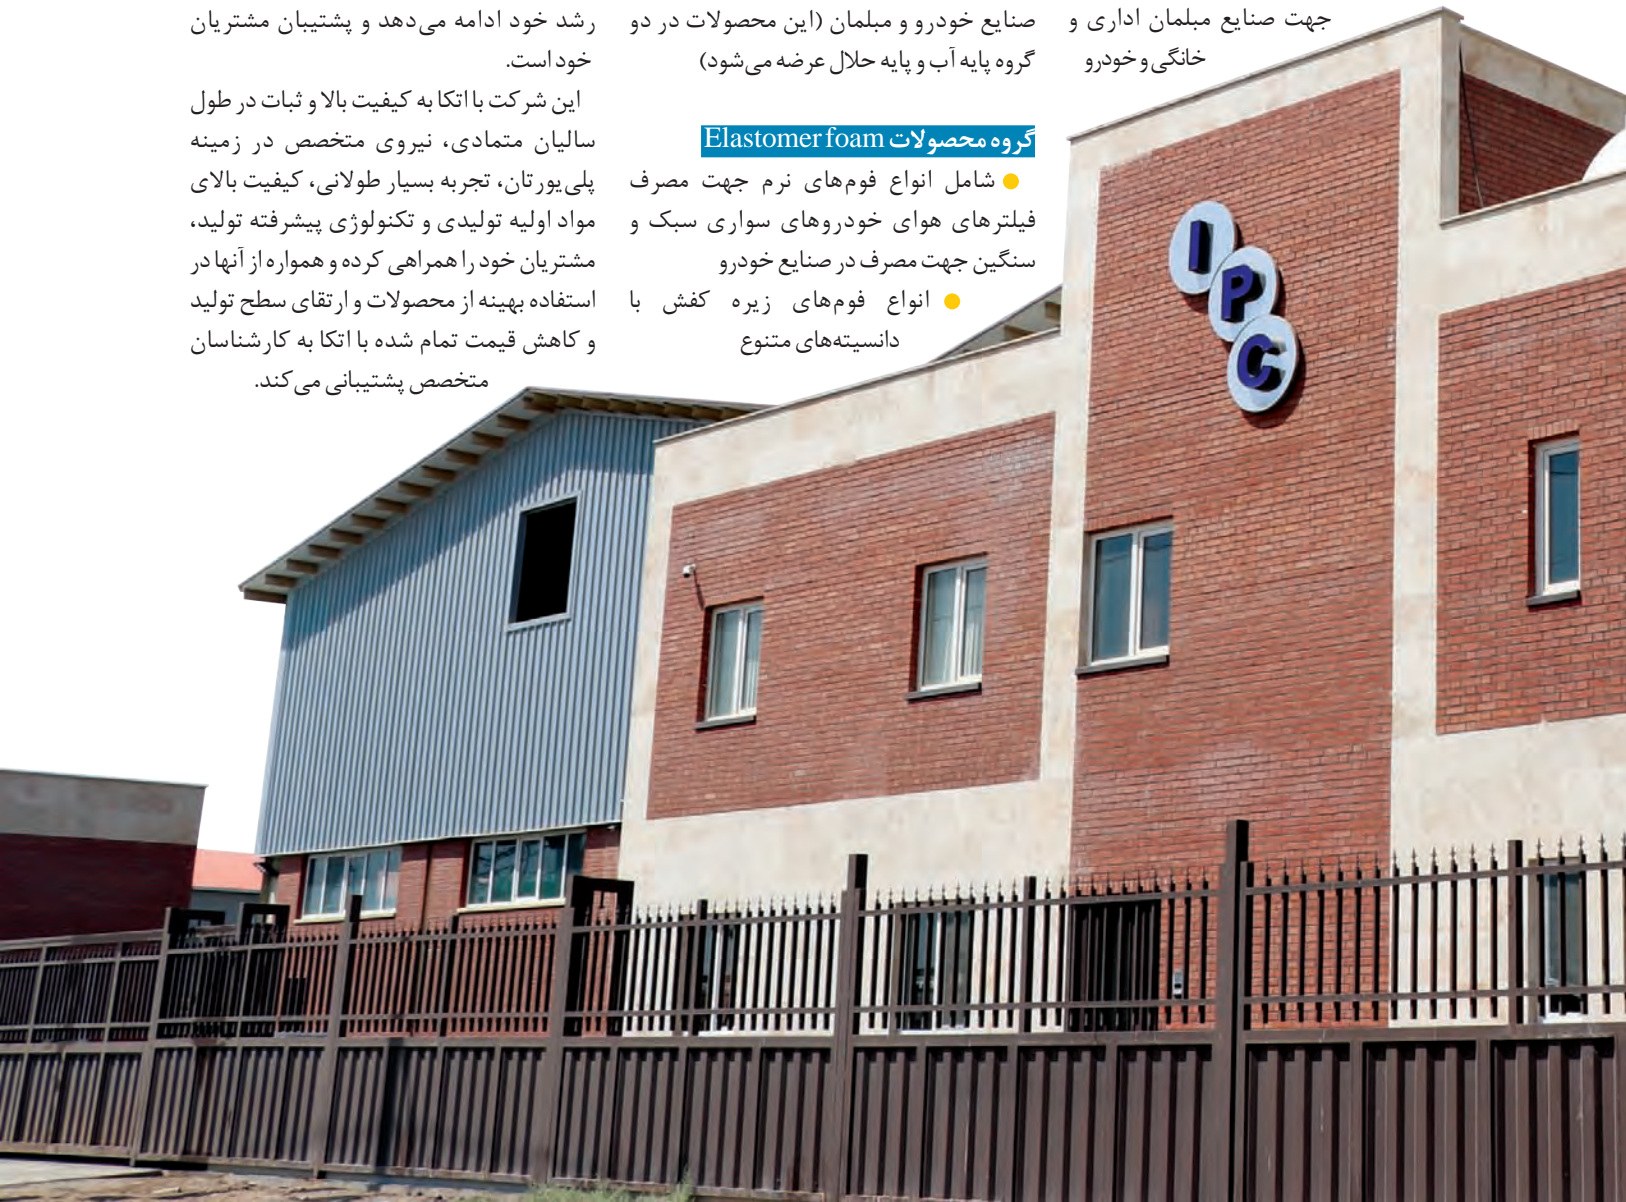 جهت صنایع مبلمان اداری و
خانگی و خودرو
صنایع خودرو و مبلمان (این محصولات در دو
گروه پایه آب و پایه حلال عرضه می‌شود)
گروه محصولات Elastomer foam
● شامل انواع فوم‌های نرم جهت مصرف
فیلترهای هوای خودروهای سواری سبک و
سنگین جهت مصرف در صنایع خودرو
● انواع فوم‌های زیره کفش با
دانسیته‌های متنوع
رشد خود ادامه می‌دهد و پشتیبان مشتریان
خود است.
این شرکت با اتکا به کیفیت بالا و ثبات در طول
سالیان متمادی، نیروی متخصص در زمینه
پلی‌یورتان، تجربه بسیار طولانی، کیفیت بالای
مواد اولیه تولیدی و تکنولوژی پیشرفته تولید،
مشتریان خود را همراهی کرده و همواره از آنها در
استفاده بهینه از محصولات و ارتقای سطح تولید
و کاهش قیمت تمام شده با اتکا به کارشناسان
متخصص پشتیبانی می‌کند.
I
P
C